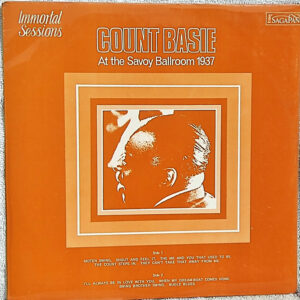 Immortal
Sessions
COUNT BASIE
At the Savoy Ballroom 1937
SAGAPAN
Side 1
MOTEN SWING, SHOUT AND FEEL IT, THE ME AND YOU THAT USED TO BE,
THE COUNT STEPS IN, THEY CAN'T TAKE THAT AWAY FROM ME
Side 2
I'LL ALWAYS BE IN LOVE WITH YOU, WHEN MY DREAMBOAT COMES HOME,
SWING BROTHER SWING, BUGLE BLUES